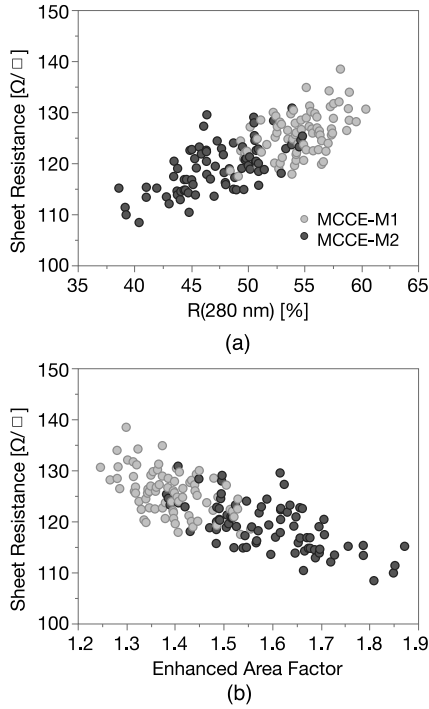 150
140
130
120
110
100
Sheet Resistance [Ω/□]
MCCE-M1
MCCE-M2
35 40 45 50 55 60 65
R(280 nm) [%]
(a)
150
140
130
120
110
100
Sheet Resistance [Ω/□]
1.2 1.3 1.4 1.5 1.6 1.7 1.8 1.9
Enhanced Area Factor
(b)